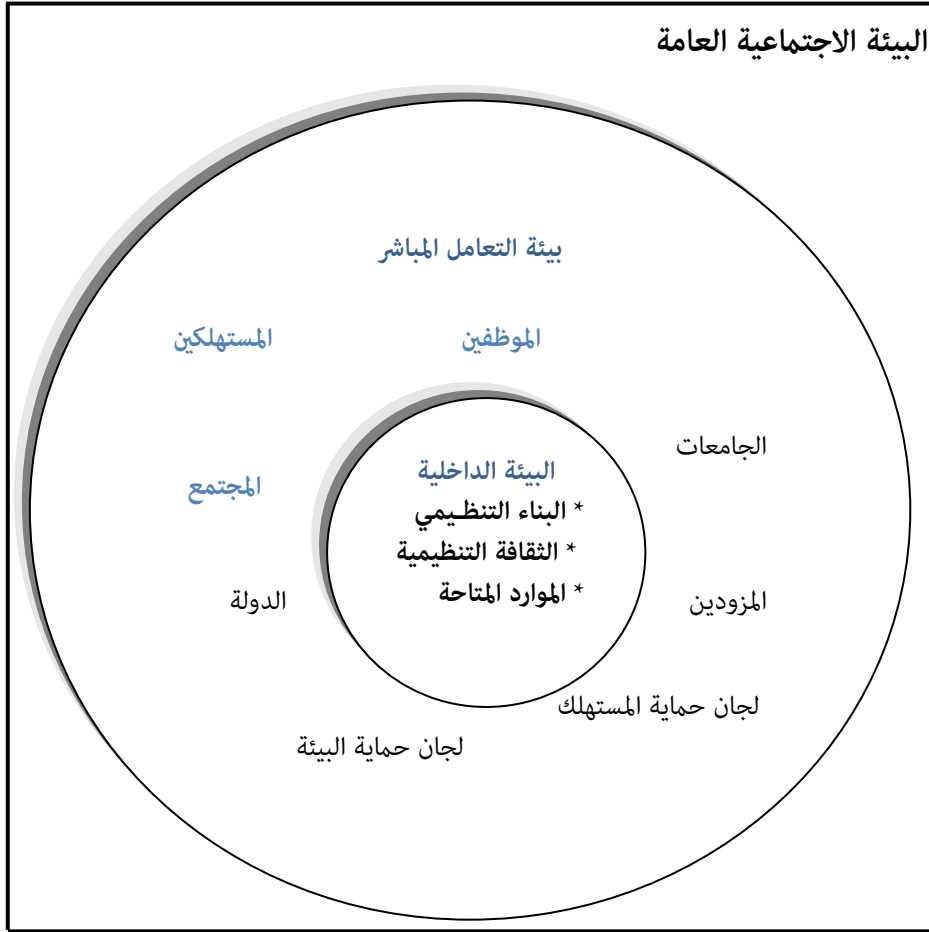 البيئة الاجتماعية العامة
بيئة التعامل المباشر
الموظفين
المستهلكين
الجامعات
البيئة الداخلية
المجتمع
* البناء التنظـيمي
* الثقافة التنظيمية
* الموارد المتاحة
المزودين
الدولة
لجان حماية المستهلك
لجان حماية البيئة